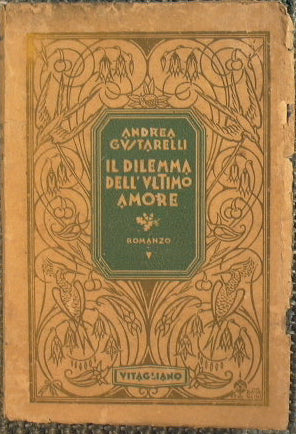 ANDREA
GVSTARELLI
IL DILEMMA
DELL'VLTIMO
AMORE
ROMANZO
VITAGLIANO